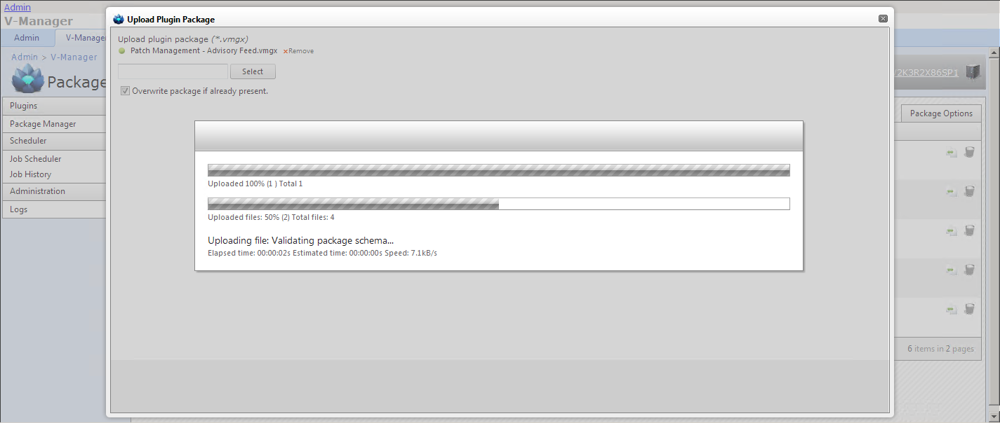 Admin
V-Manager
Admin
V-Manage
Admin > V-Manager
Package
Plugins
Package Manager
Scheduler
Job Scheduler
Job History
Administration
Logs
Upload Plugin Package
Upload plugin package (*.vmgx)
Patch Management - Advisory Feed.vmgx
Remove
Select
Overwrite package if already present.
Uploaded 100% (1 ) Total 1
Uploaded files: 50% (2) Total files: 4
Uploading file: Validating package schema...
Elapsed time: 00:00:02s Estimated time: 00:00:00s Speed: 7.1kB/s
/2K3R2X86SP1
Package Options
6 items in 2 pages